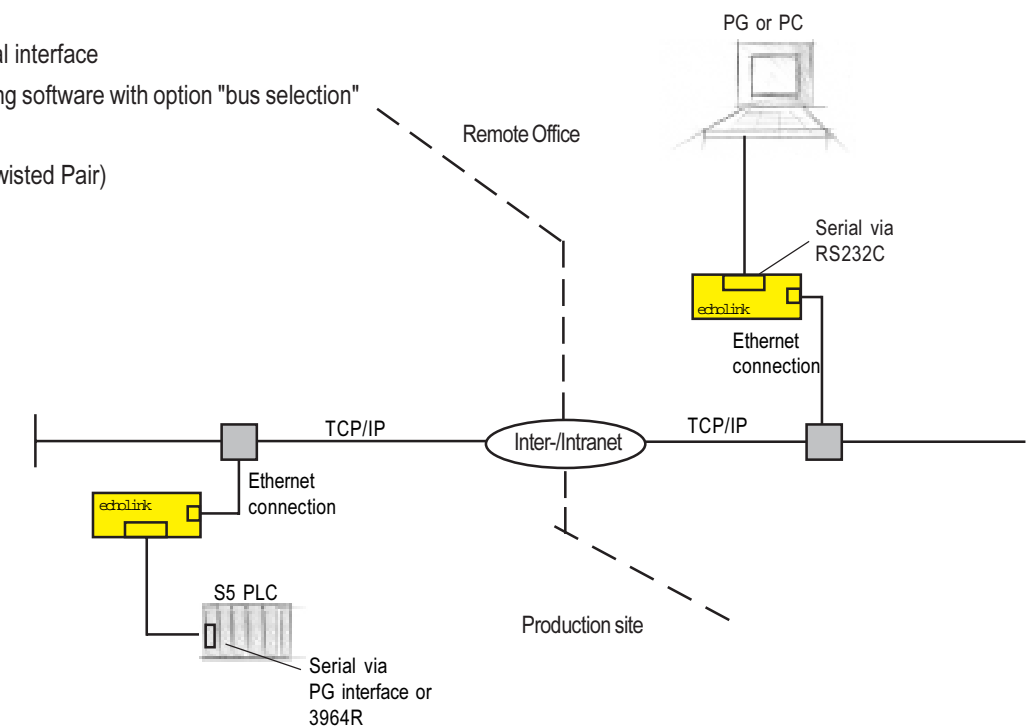 PG or PC
al interface
ng software with option "bus selection"
Remote Office
wisted Pair)
Serial via
RS232C
echolink
Ethernet
connection
TCP/IP
Inter-/Intranet
TCP/IP
Ethernet
connection
echolink
S5 PLC
Production site
Serial via
PG interface or
3964R